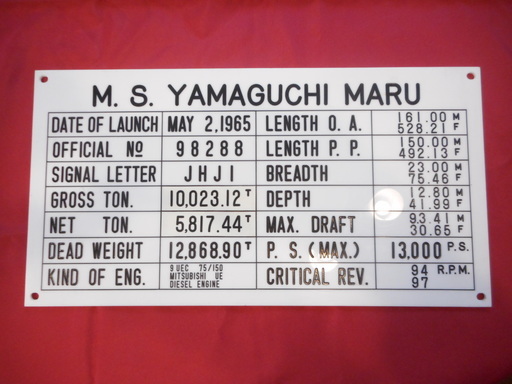 M. S. YAMAGUCHI MARU
DATE OF LAUNCH MAY 2,1965 LENGTH O. A. 161.00 M 528.21 F
OFFICIAL No 98288 LENGTH P. P. 150.00 M 492.13 F
SIGNAL LETTER JHJI BREADTH 23.00 M 75.46 F
GROSS TON. 10,023.12 T DEPTH 12.80 M 41.99 F
NET TON. 5,817.44 T MAX. DRAFT 9.3.41 M 30.65 F
DEAD WEIGHT 12,868.90 T P. S. (MAX.) 13,000 P.S.
KIND OF ENG. 9 UEC 75/150 MITSUBISHI UE DIESEL ENGINE CRITICAL REV. 94 R.P.M. 97